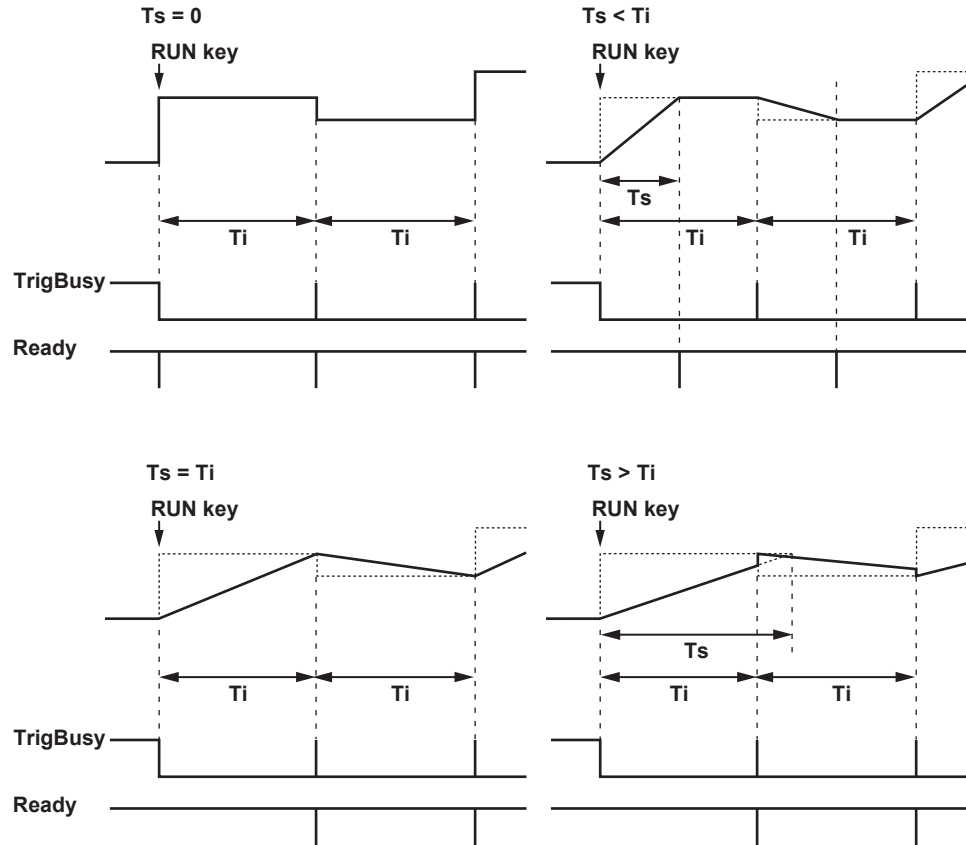 Ts = 0
RUN key
Ti
Ti
TrigBusy
Ready
Ts < Ti
RUN key
Ts
Ti
Ti
Ts = Ti
RUN key
Ti
Ti
TrigBusy
Ready
Ts > Ti
RUN key
Ts
Ti
Ti